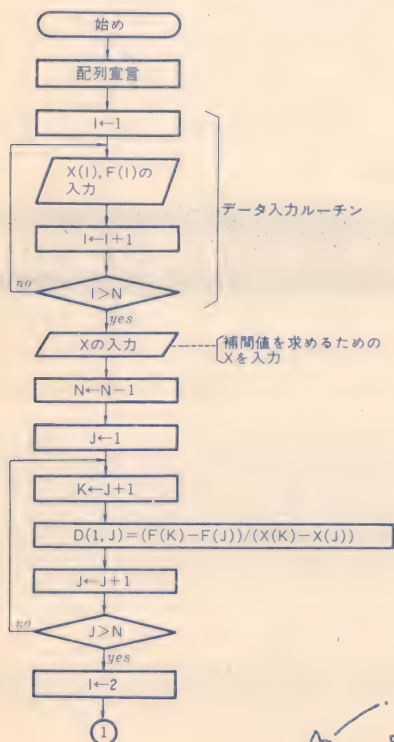 始め
配列宣言
I←1
X(I), F(I)の
入力
データ入力ルーチン
I←I+1
no
I>N
yes
Xの入力
補間値を求めるための
Xを入力
N←N−1
J←1
K←J+1
D(1, J)=(F(K)−F(J))/(X(K)−X(J))
J←J+1
no
J>N
yes
I←2
1